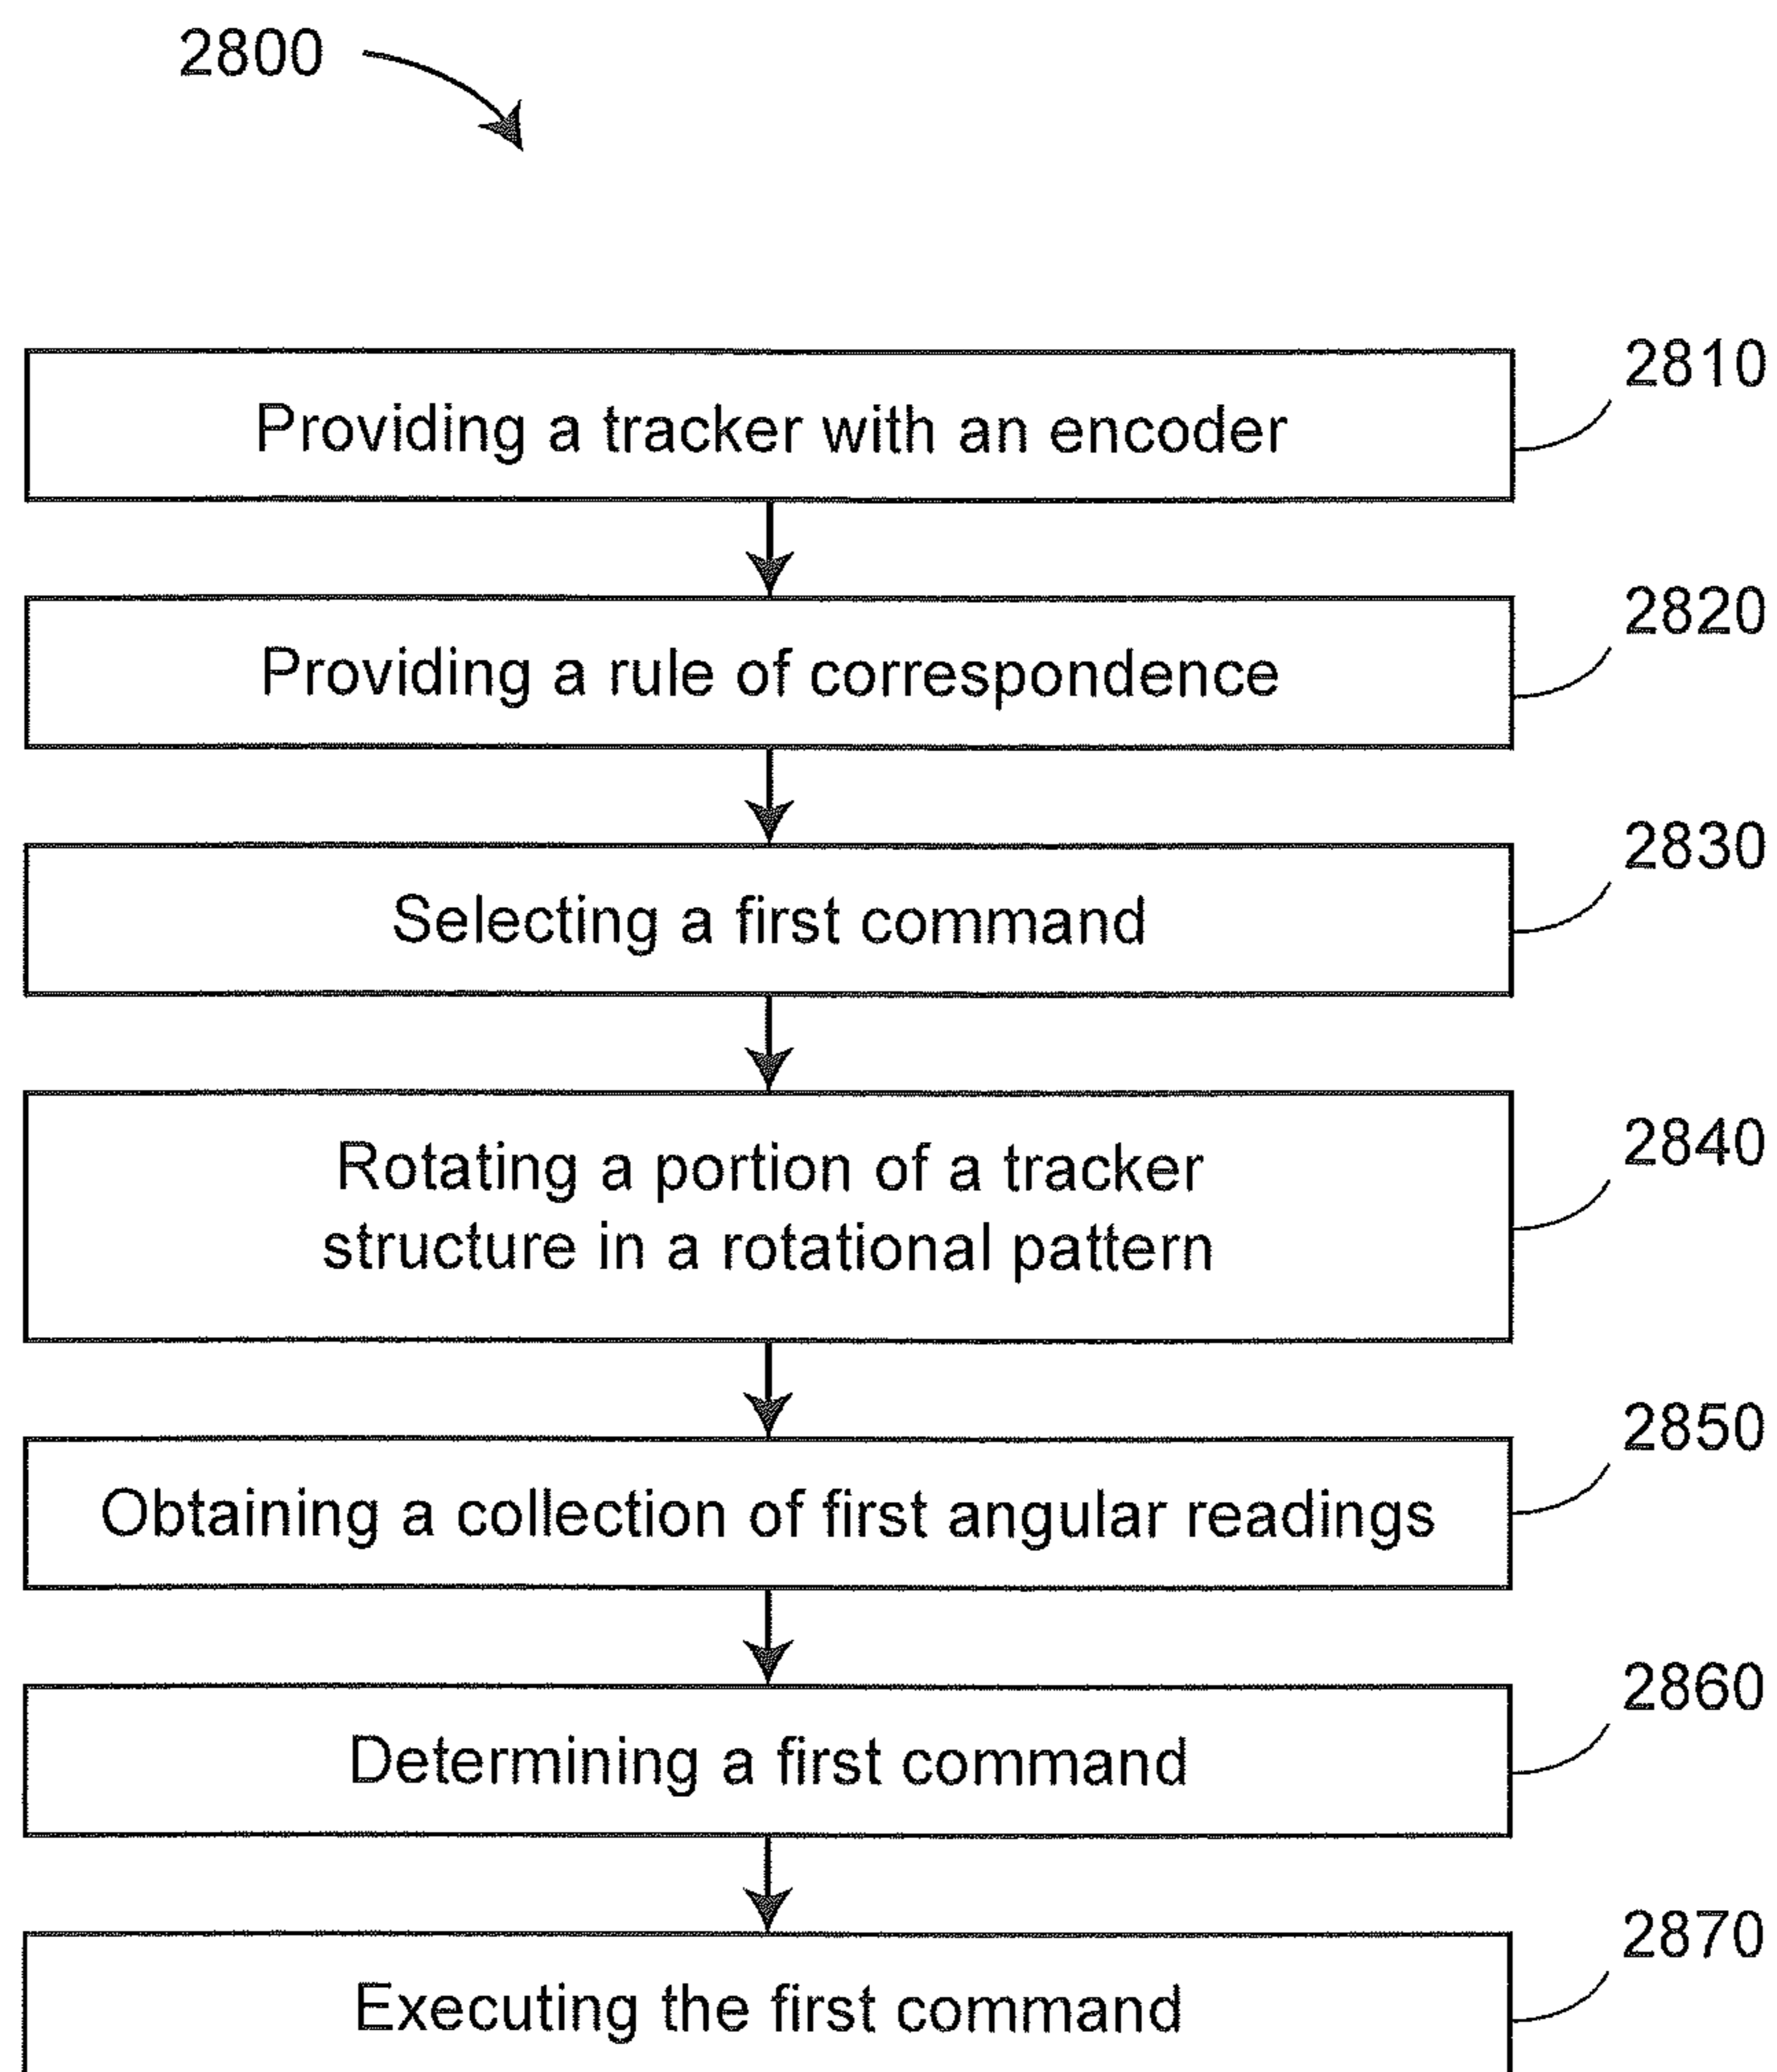 2800
2810
Providing a tracker with an encoder
2820
Providing a rule of correspondence
2830
Selecting a first command
2840
Rotating a portion of a tracker
structure in a rotational pattern
2850
Obtaining a collection of first angular readings
2860
Determining a first command
2870
Executing the first command